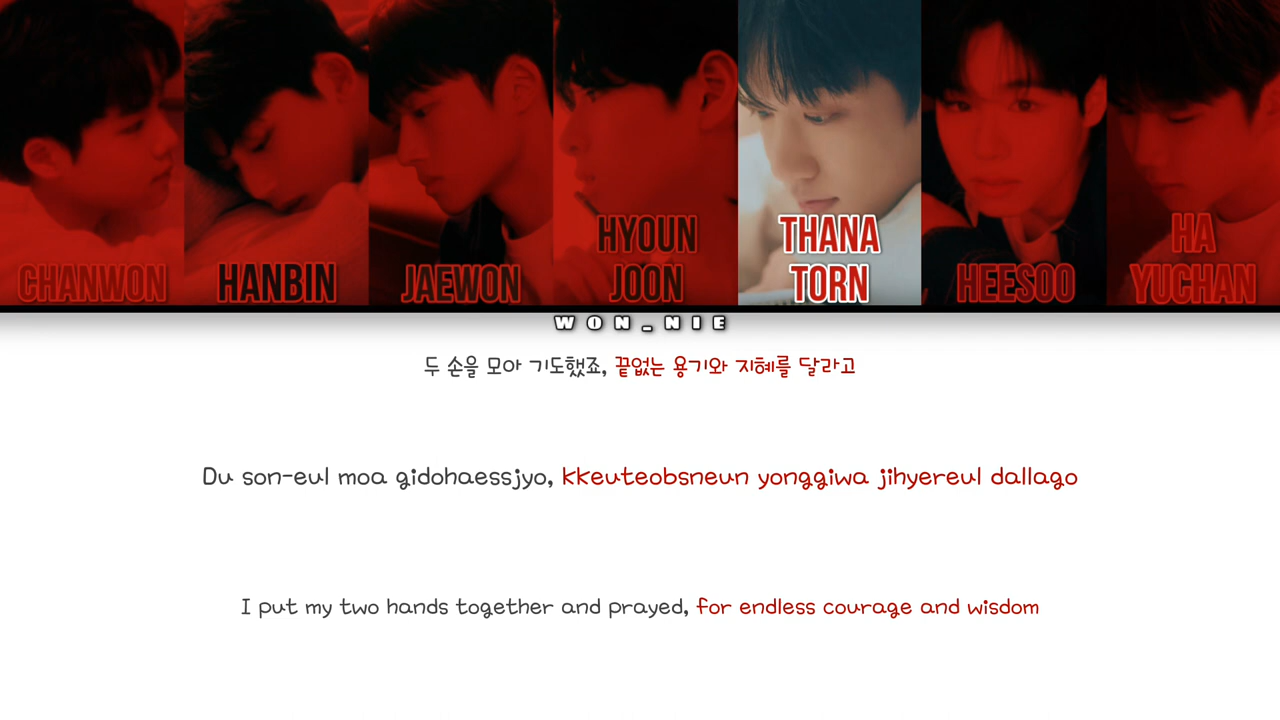 CHANWON
HANBIN
JAEWON
HYOUN
JOON
THANA
TORN
HEESOO
HA
YUCHAN
WON_NIE
두 손을 모아 기도했죠, 끝없는 용기와 지혜를 달라고
Du son-eul moa gidohaessjyo, kkeuteobsneun yonggiwa jihyereul dallago
I put my two hands together and prayed, for endless courage and wisdom